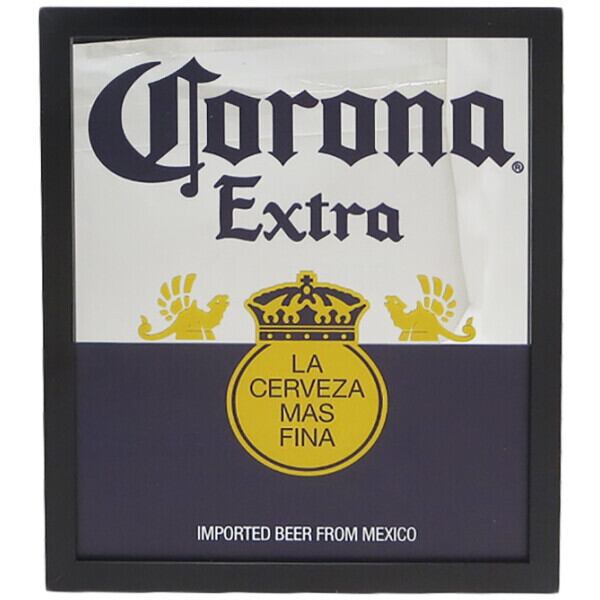 Corona®
Extra
LA
CERVEZA
MAS
FINA
IMPORTED BEER FROM MEXICO